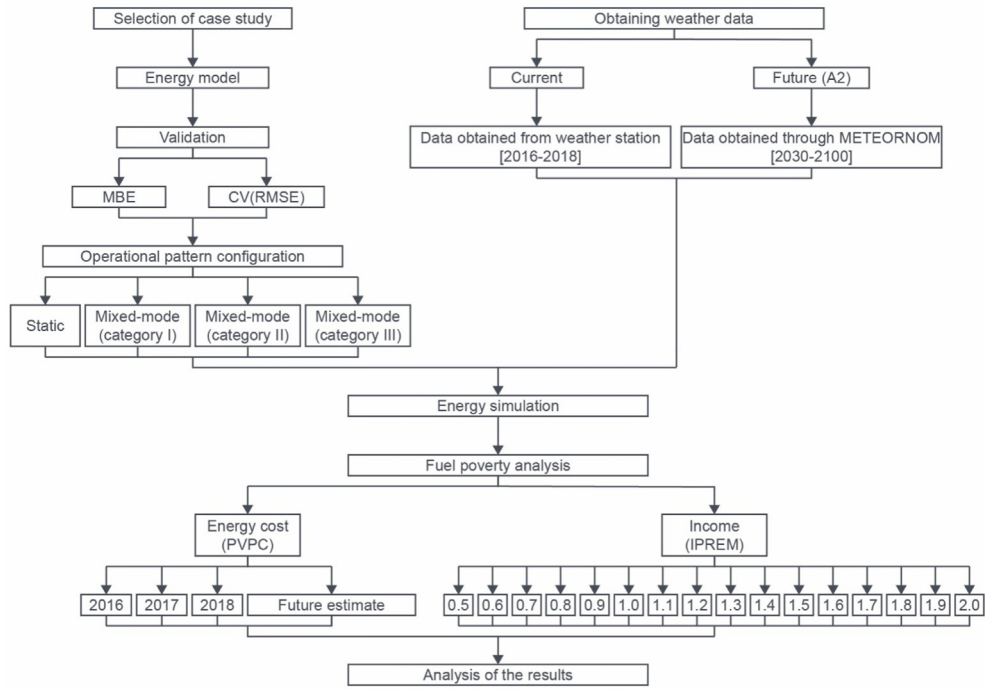 Selection of case study
Obtaining weather data
Energy model
Current
Future (A2)
Validation
Data obtained from weather station
[2016-2018]
Data obtained through METEORNOM
[2030-2100]
MBE
CV(RMSE)
Operational pattern configuration
Static
Mixed-mode
(category I)
Mixed-mode
(category II)
Mixed-mode
(category III)
Energy simulation
Fuel poverty analysis
Energy cost
(PVPC)
Income
(IPREM)
2016
2017
2018
Future estimate
0.5
0.6
0.7
0.8
0.9
1.0
1.1
1.2
1.3
1.4
1.5
1.6
1.7
1.8
1.9
2.0
Analysis of the results